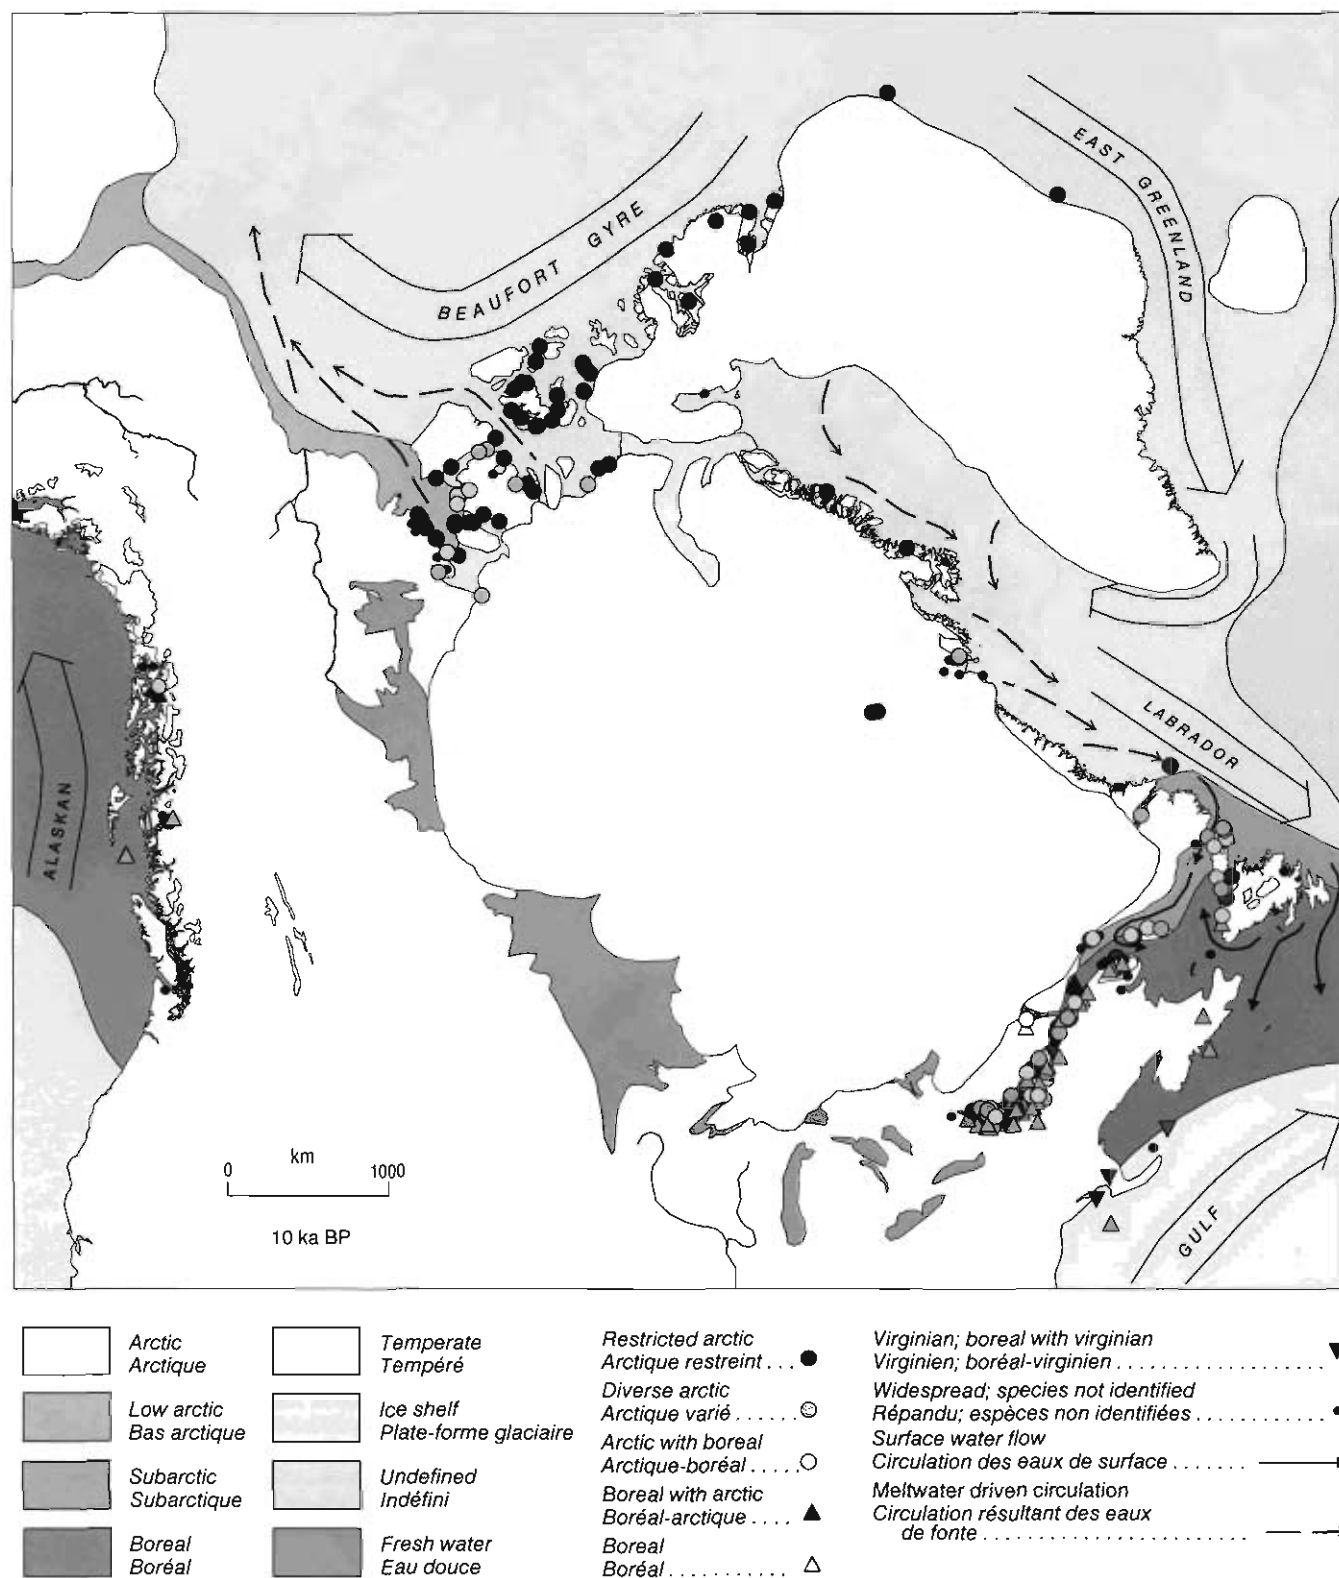 EAST GREENLAND
BEAUFORT GYRE
LABRADOR
ALASKAN
GULF
0 km 1000
10 ka BP
Arctic
Arctique
Low arctic
Bas arctique
Subarctic
Subarctique
Boreal
Boréal
Temperate
Tempéré
Ice shelf
Plate-forme glaciaire
Undefined
Indéfini
Fresh water
Eau douce
Restricted arctic
Arctique restreint . . .
Diverse arctic
Arctique varié . . . . .
Arctic with boreal
Arctique-boréal . . . . .
Boreal with arctic
Boréal-arctique . . . .
Boreal
Boréal . . . . . . . . . . .
Virginian; boreal with virginian
Virginien; boréal-virginien . . . . . . . . . . . . . . . . . . . .
Widespread; species not identified
Répandu; espèces non identifiées . . . . . . . . . . . .
Surface water flow
Circulation des eaux de surface . . . . . . .
Meltwater driven circulation
Circulation résultant des eaux
de fonte . . . . . . . . . . . . . . . . . . . . . .